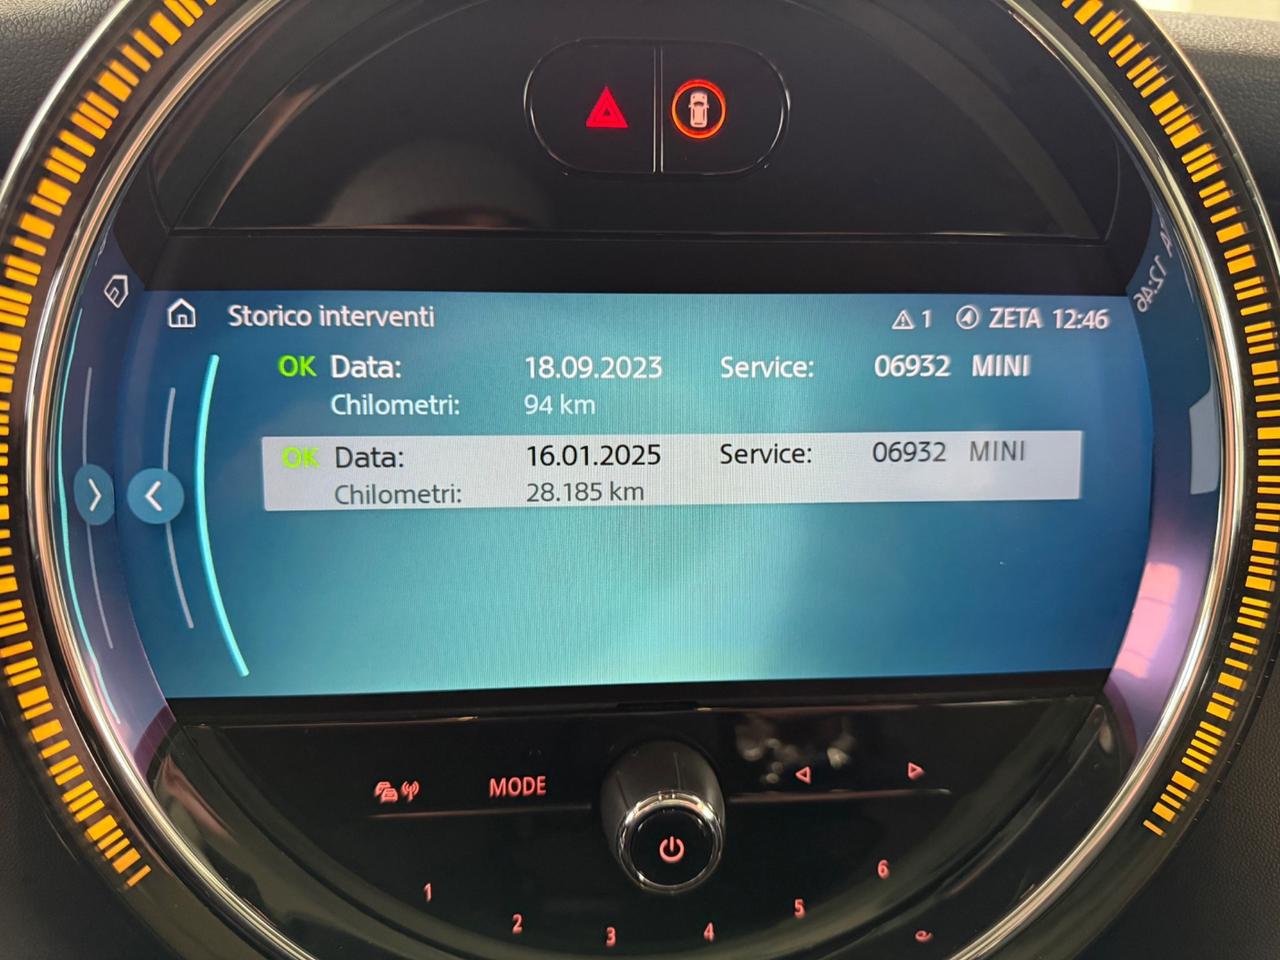 Storico interventi 1 ZETA 12:46
OK Data: 18.09.2023 Service: 06932 MINI
Chilometri: 94 km
OK Data: 16.01.2025 Service: 06932 MINI
Chilometri: 28.185 km
MODE
1 2 3 4 5 6